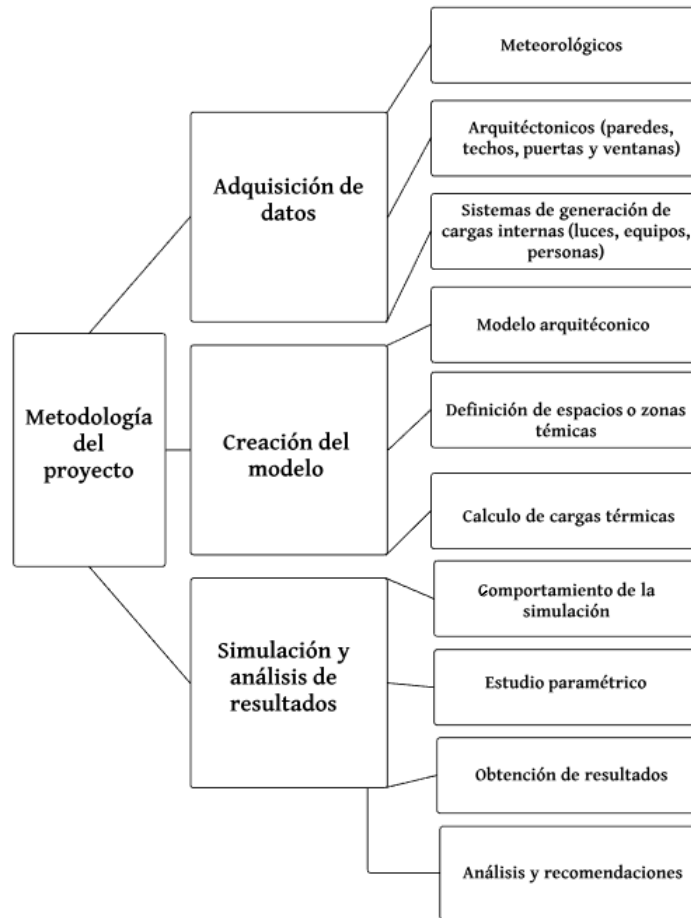 Metodología
del
proyecto
Adquisición de
datos
Meteorológicos
Arquitéctonicos (paredes,
techos, puertas y ventanas)
Sistemas de generación de
cargas internas (luces, equipos,
personas)
Creación del
modelo
Modelo arquitéconico
Definición de espacios o zonas
témicas
Calculo de cargas térmicas
Simulación y
análisis de
resultados
Gomportamiento de la
simulación
Estudio paramétrico
Obtención de resultados
Análisis y recomendaciones